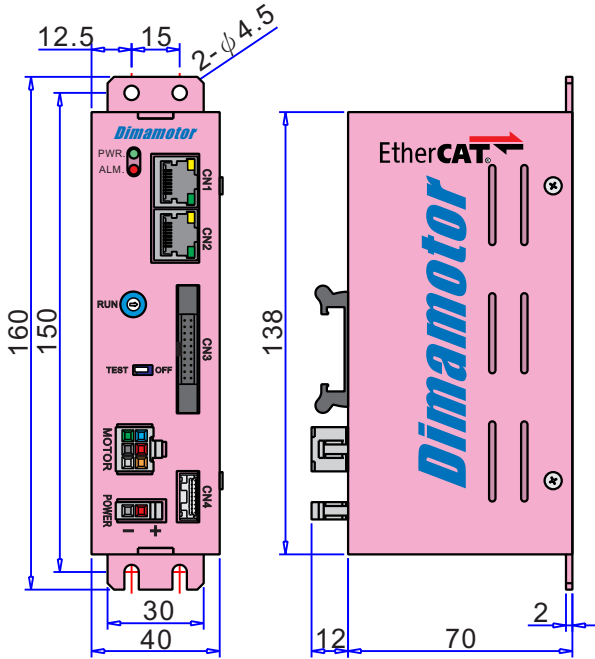 12.5
15
2-φ4.5
Dimamotor
PWR.
ALM.
CN1
CN2
RUN
CN3
TEST
OFF
MOTOR
CN4
POWER
− +
160
150
30
40
EtherCAT®
Dimamotor
138
12
70
2